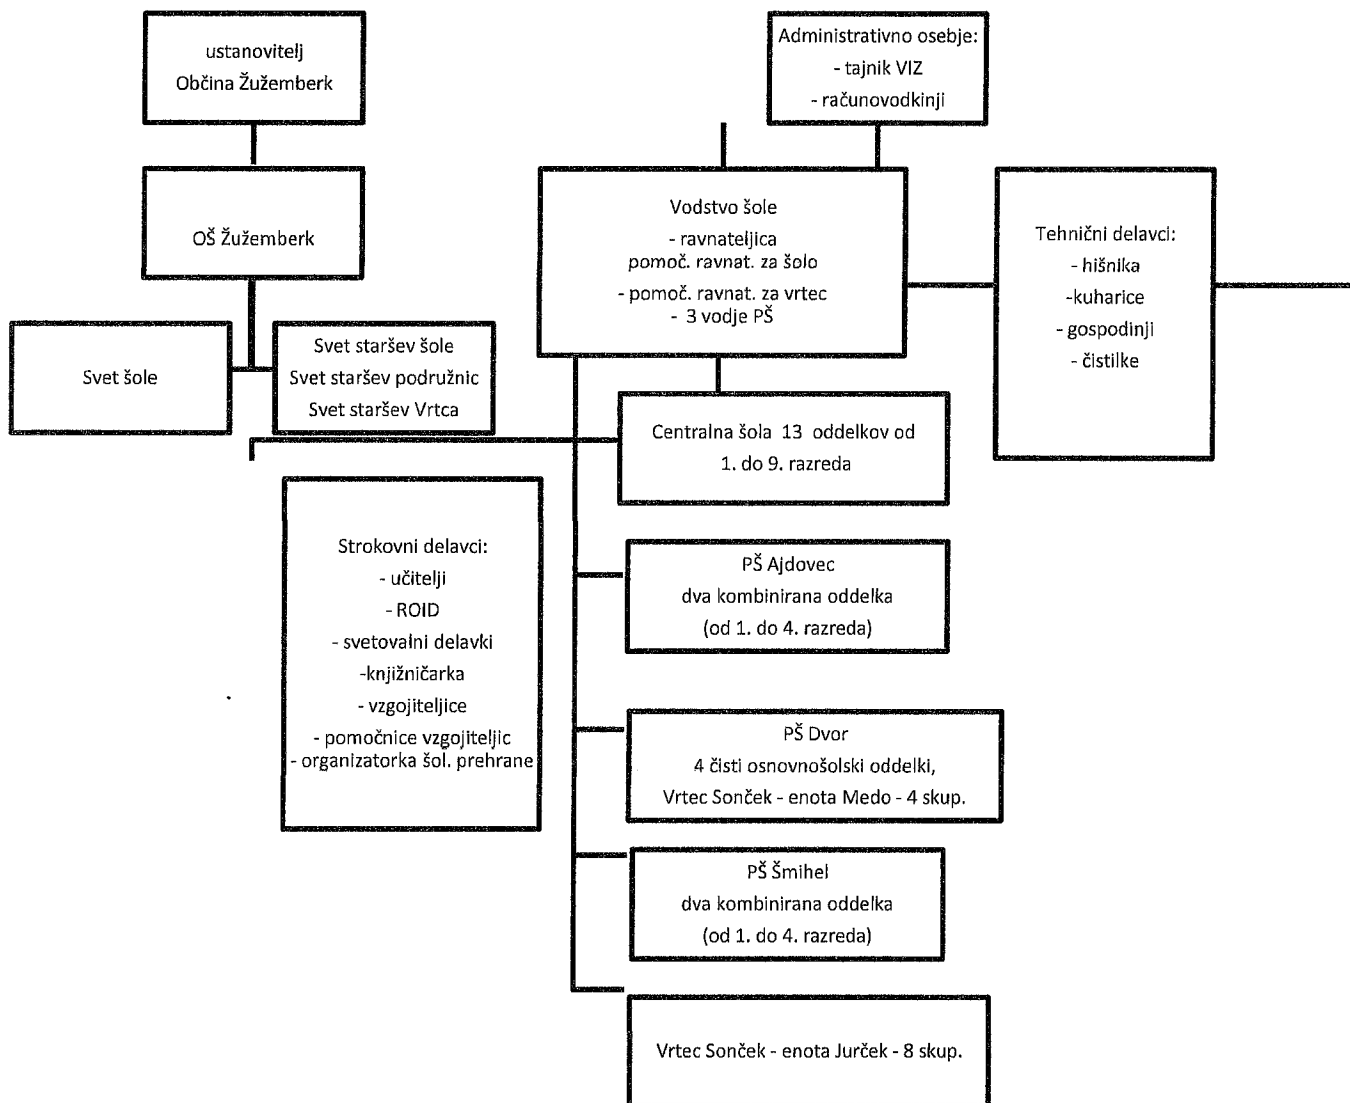 ustanovitelj
Občina Žužemberk
Administrativno osebje:
- tajnik VIZ
- računovodkinji
OŠ Žužemberk
Vodstvo šole
- ravnateljica
pomoč. ravnat. za šolo
- pomoč. ravnat. za vrtec
- 3 vodje PŠ
Tehnični delavci:
- hišnika
-kuharice
- gospodinji
- čistilke
Svet šole
Svet staršev šole
Svet staršev podružnic
Svet staršev Vrtca
Centralna šola 13 oddelkov od
1. do 9. razreda
Strokovni delavci:
- učitelji
- ROID
- svetovalni delavki
-knjižničarka
- vzgojiteljice
- pomočnice vzgojiteljic
- organizatorka šol. prehrane
PŠ Ajdovec
dva kombinirana oddelka
(od 1. do 4. razreda)
PŠ Dvor
4 čisti osnovnošolski oddelki,
Vrtec Sonček - enota Medo - 4 skup.
PŠ Šmihel
dva kombinirana oddelka
(od 1. do 4. razreda)
Vrtec Sonček - enota Jurček - 8 skup.